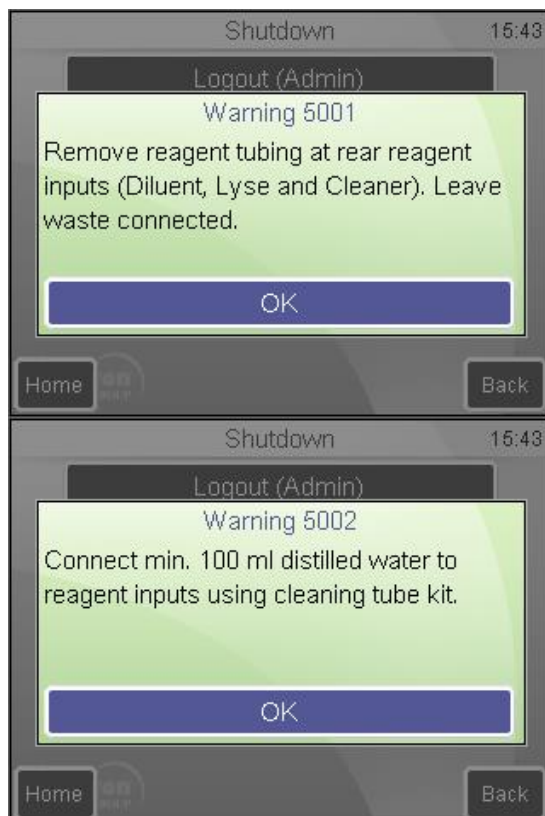 Shutdown 15:43
Logout (Admin)
Warning 5001
Remove reagent tubing at rear reagent
inputs (Diluent, Lyse and Cleaner). Leave
waste connected.
OK
Home Back
Shutdown 15:43
Logout (Admin)
Warning 5002
Connect min. 100 ml distilled water to
reagent inputs using cleaning tube kit.
OK
Home Back